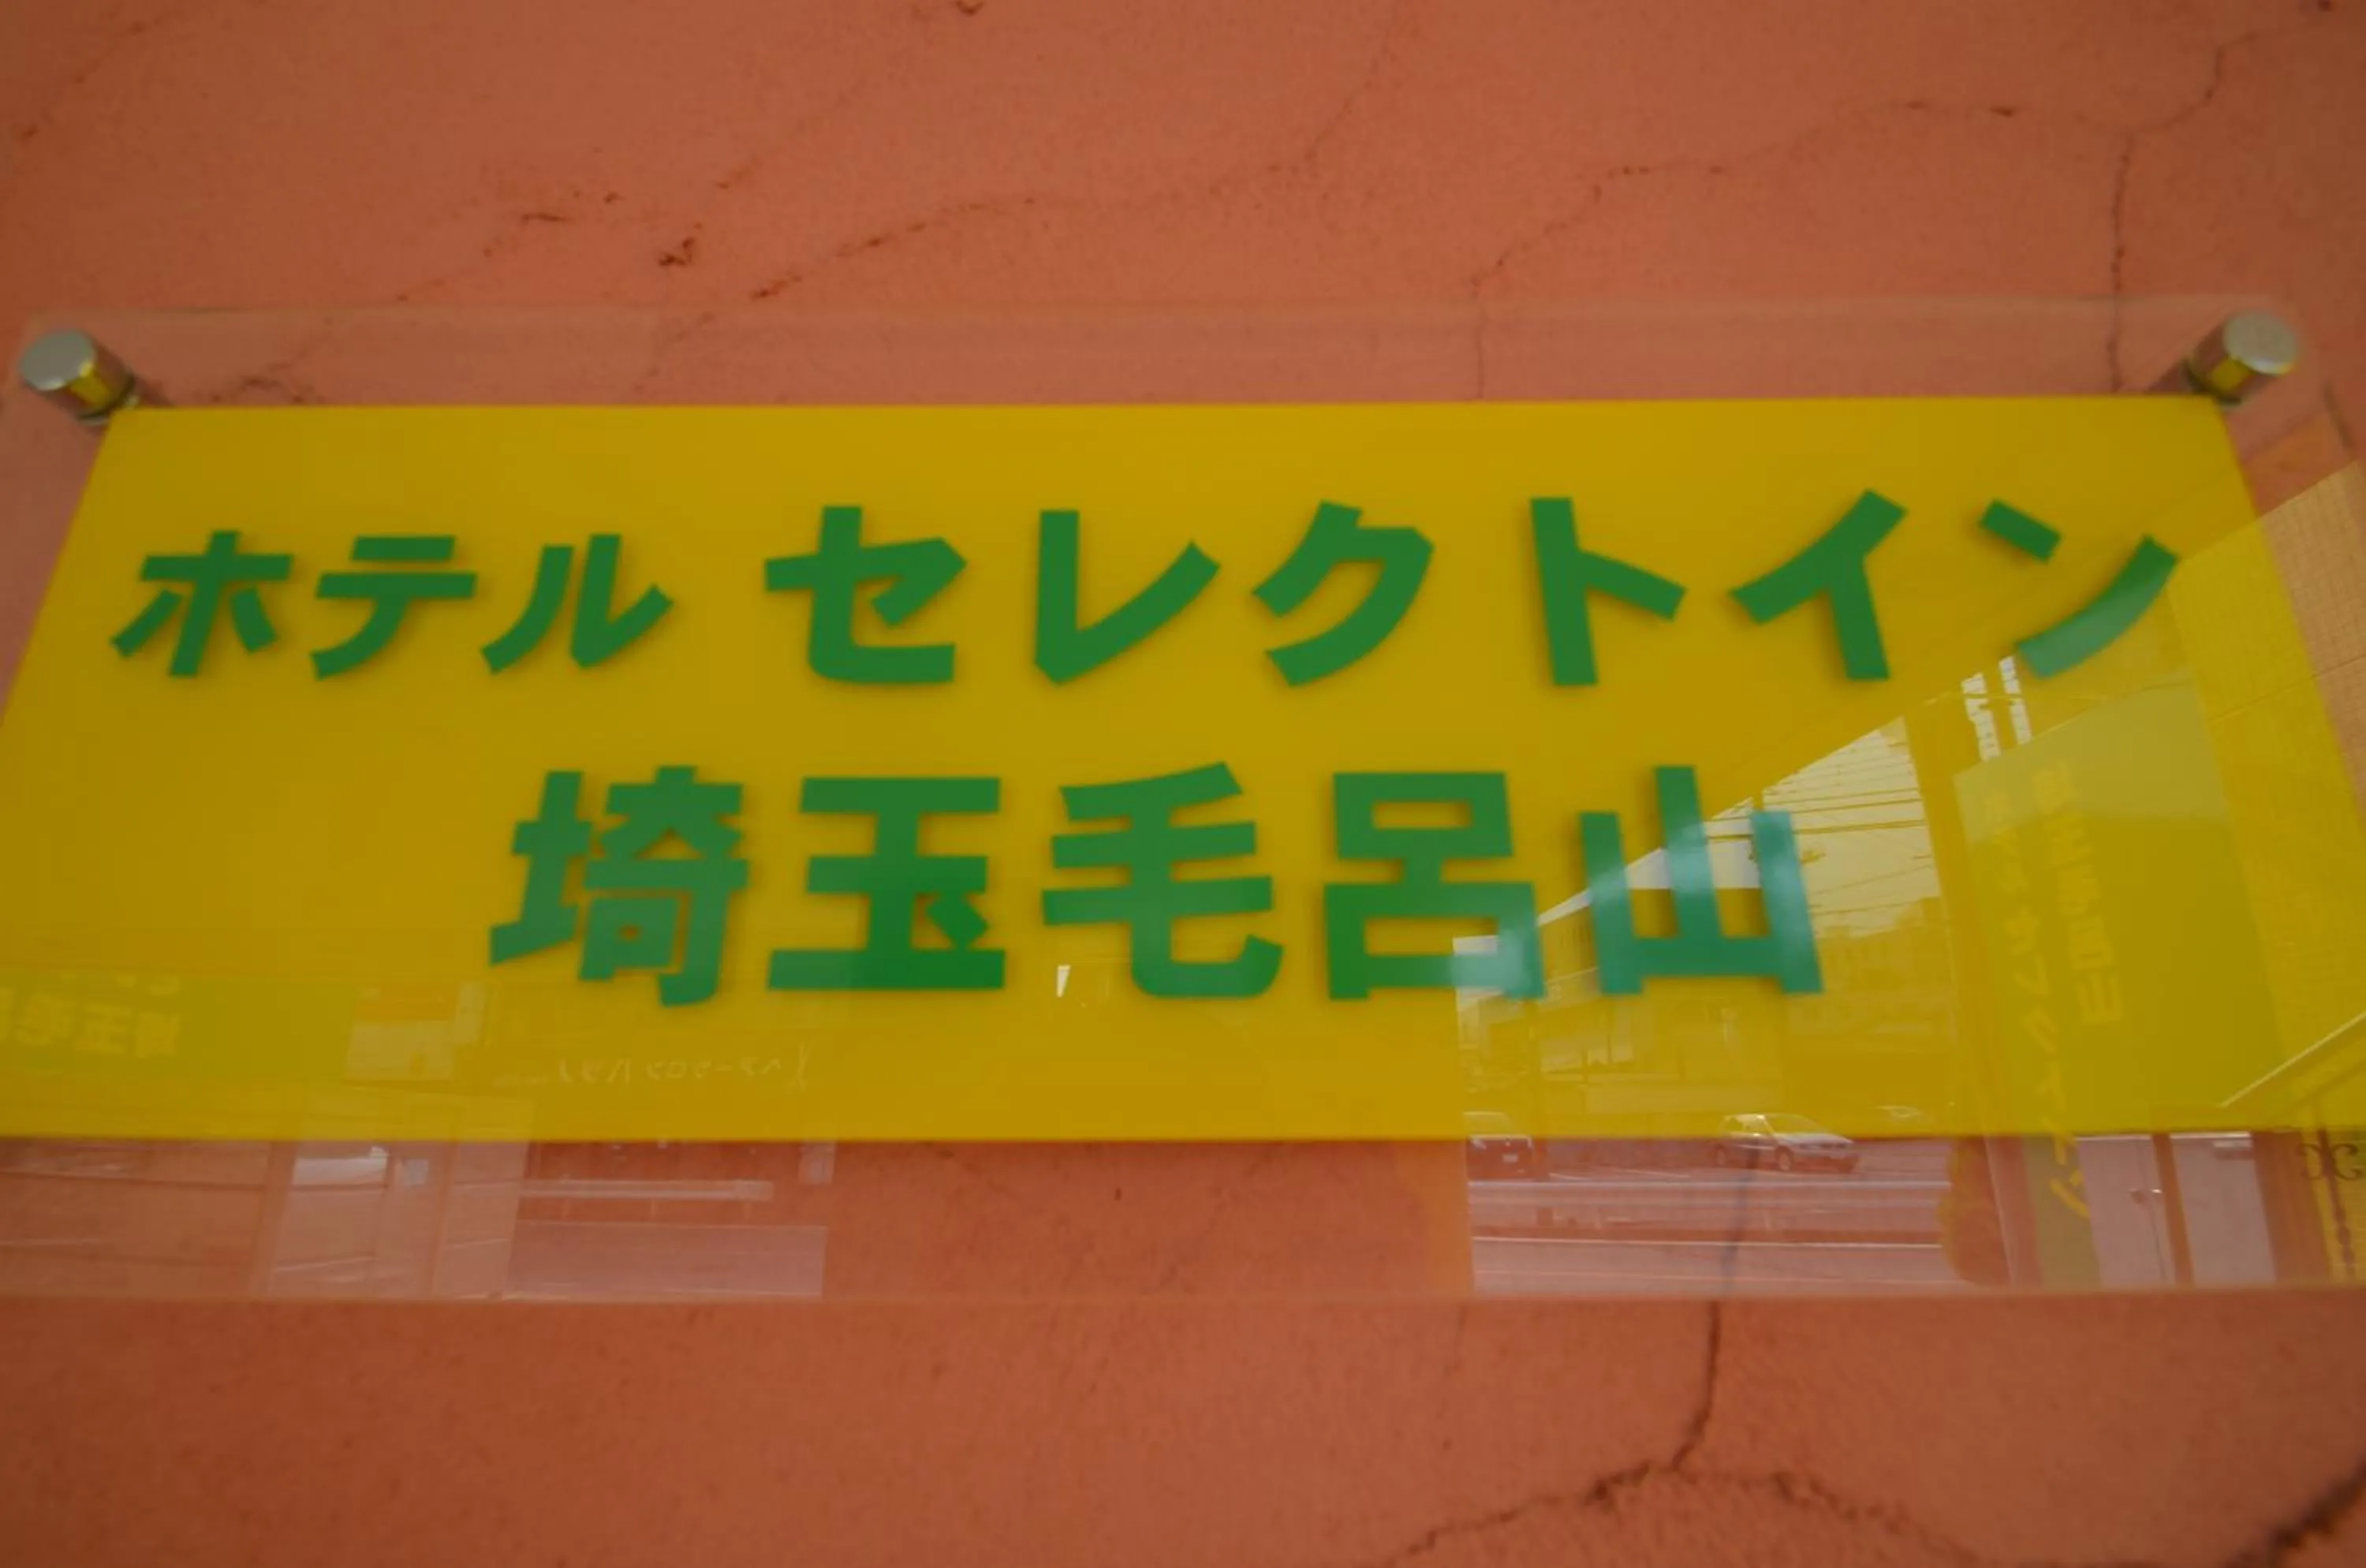 ホテル セレクトイン
埼玉毛呂山